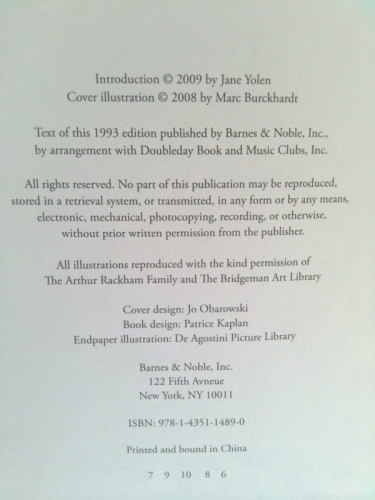 Introduction © 2009 by Jane Yolen
Cover illustration © 2008 by Marc Burckhardt
Text of this 1993 edition published by Barnes & Noble, Inc.,
by arrangement with Doubleday Book and Music Clubs, Inc.
All rights reserved. No part of this publication may be reproduced,
stored in a retrieval system, or transmitted, in any form or by any means,
electronic, mechanical, photocopying, recording, or otherwise,
without prior written permission from the publisher.
All illustrations reproduced with the kind permission of
The Arthur Rackham Family and The Bridgeman Art Library
Cover design: Jo Obarowski
Book design: Patrice Kaplan
Endpaper illustration: De Agostini Picture Library
Barnes & Noble, Inc.
122 Fifth Avneue
New York, NY 10011
ISBN: 978-1-4351-1489-0
Printed and bound in China
7 9 10 8 6